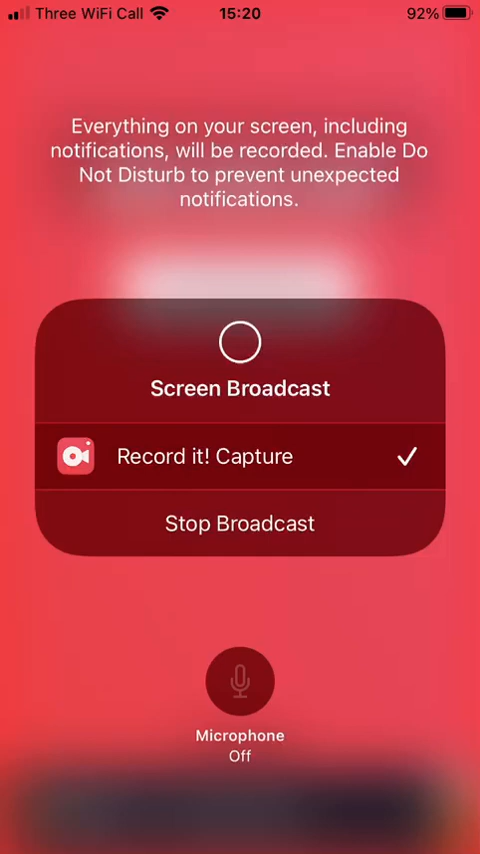 Three WiFi Call 15:20 92%
Everything on your screen, including
notifications, will be recorded. Enable Do
Not Disturb to prevent unexpected
notifications.
Screen Broadcast
Record it! Capture
Stop Broadcast
Microphone
Off